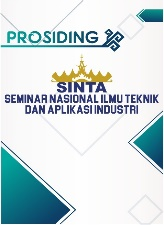 PROSIDING
SINTA
SEMINAR NASIONAL ILMU TEKNIK
DAN APLIKASI INDUSTRI